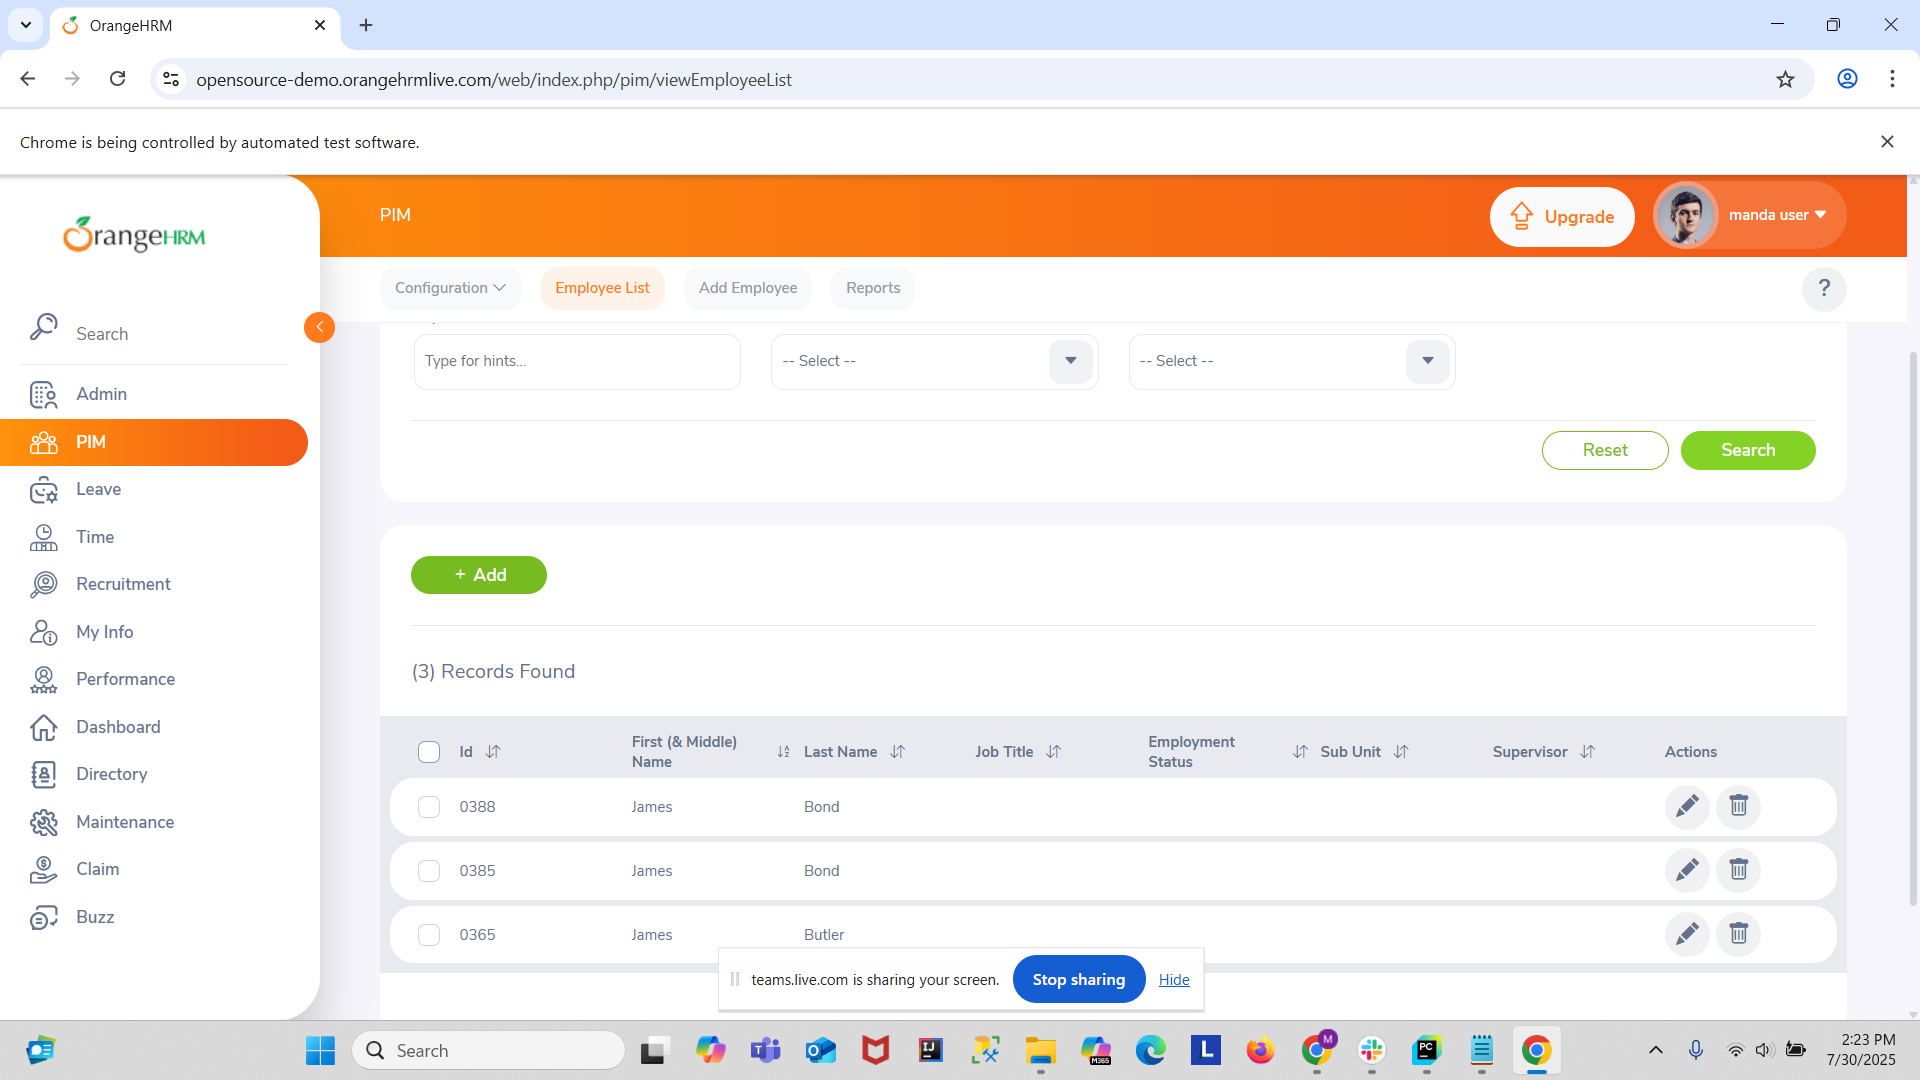 OrangeHRM
opensource-demo.orangehrmlive.com/web/index.php/pim/viewEmployeeList
Chrome is being controlled by automated test software.
OrangeHRM
PIM
Upgrade
manda user
Configuration
Employee List
Add Employee
Reports
?
Search
Admin
PIM
Leave
Time
Recruitment
My Info
Performance
Dashboard
Directory
Maintenance
Claim
Buzz
Type for hints...
-- Select --
-- Select --
Reset
Search
+ Add
(3) Records Found
Id First (& Middle) Name Last Name Job Title Employment Status Sub Unit Supervisor Actions
0388 James Bond
0385 James Bond
0365 James Butler
teams.live.com is sharing your screen. Stop sharing Hide
Search
M365
L
M
PC
2:23 PM
7/30/2025